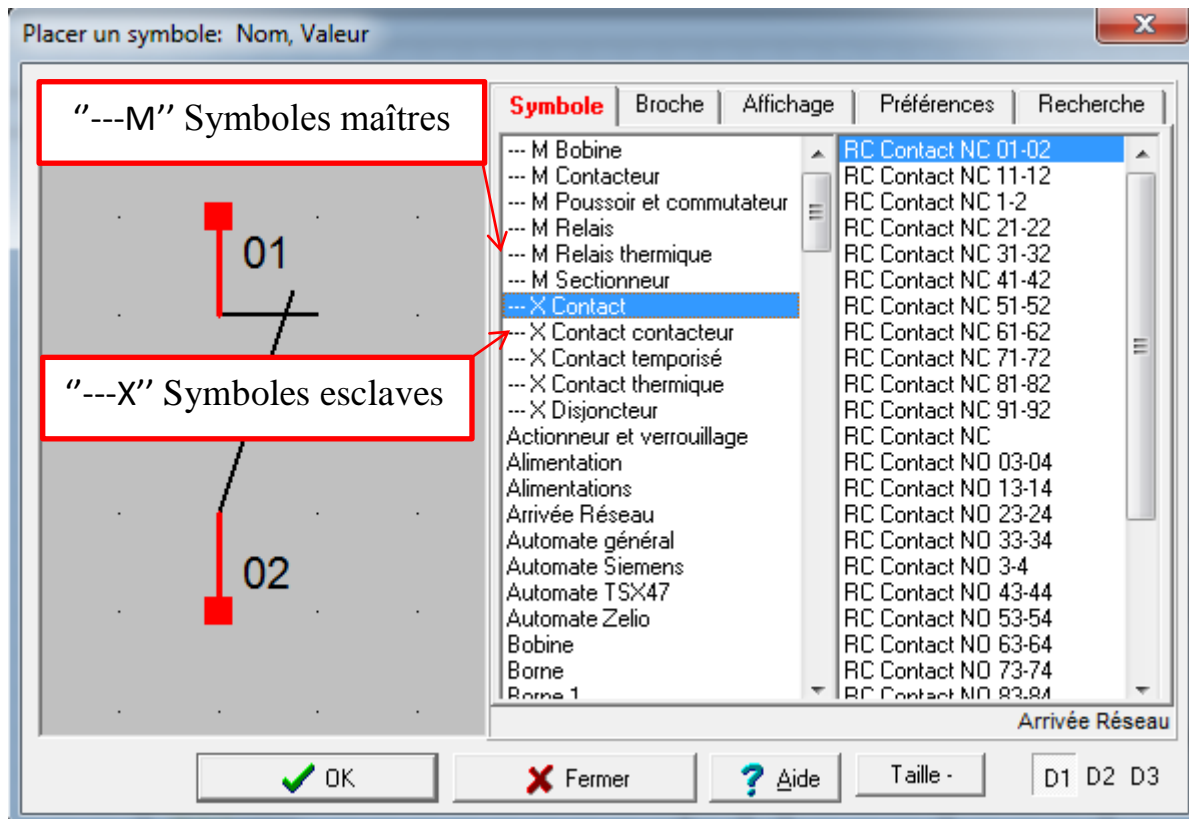 Placer un symbole: Nom, Valeur
X
‘’---M’’ Symboles maîtres
01
‘’---X’’ Symboles esclaves
02
Symbole
Broche
Affichage
Préférences
Recherche
--- M Bobine
--- M Contacteur
--- M Poussoir et commutateur
--- M Relais
--- M Relais thermique
--- M Sectionneur
--- X Contact
--- X Contact contacteur
--- X Contact temporisé
--- X Contact thermique
--- X Disjoncteur
Actionneur et verrouillage
Alimentation
Alimentations
Arrivée Réseau
Automate général
Automate Siemens
Automate TSX47
Automate Zelio
Bobine
Borne
Borne 1
RC Contact NC 01-02
RC Contact NC 11-12
RC Contact NC 1-2
RC Contact NC 21-22
RC Contact NC 31-32
RC Contact NC 41-42
RC Contact NC 51-52
RC Contact NC 61-62
RC Contact NC 71-72
RC Contact NC 81-82
RC Contact NC 91-92
RC Contact NC
RC Contact NO 03-04
RC Contact NO 13-14
RC Contact NO 23-24
RC Contact NO 33-34
RC Contact NO 3-4
RC Contact NO 43-44
RC Contact NO 53-54
RC Contact NO 63-64
RC Contact NO 73-74
RC Contact NO 83-84
Arrivée Réseau
OK
Fermer
? Aide
Taille -
D1 D2 D3